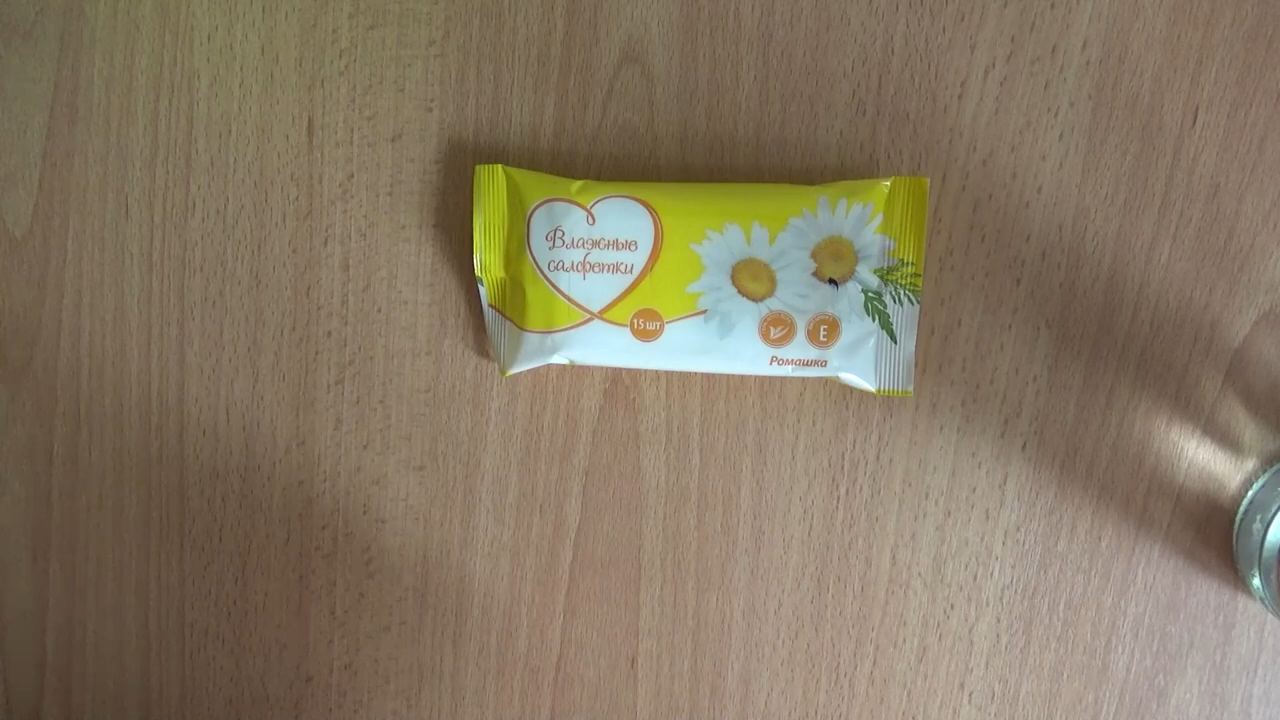 Влажные
салфетки
15 шт
E
Ромашка